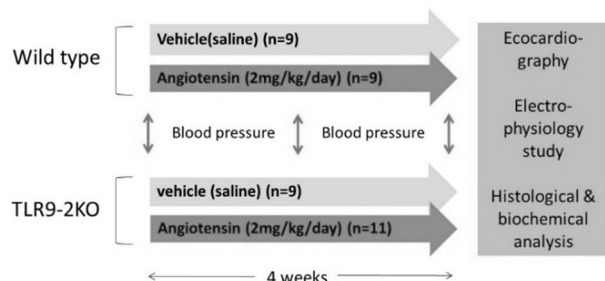 Wild type
Vehicle(saline) (n=9)
Angiotensin (2mg/kg/day) (n=9)
Blood pressure
Blood pressure
TLR9-2KO
vehicle (saline) (n=9)
Angiotensin (2mg/kg/day) (n=11)
4 weeks
Ecocardio-
graphy
Electro-
physiology
study
Histological &
biochemical
analysis